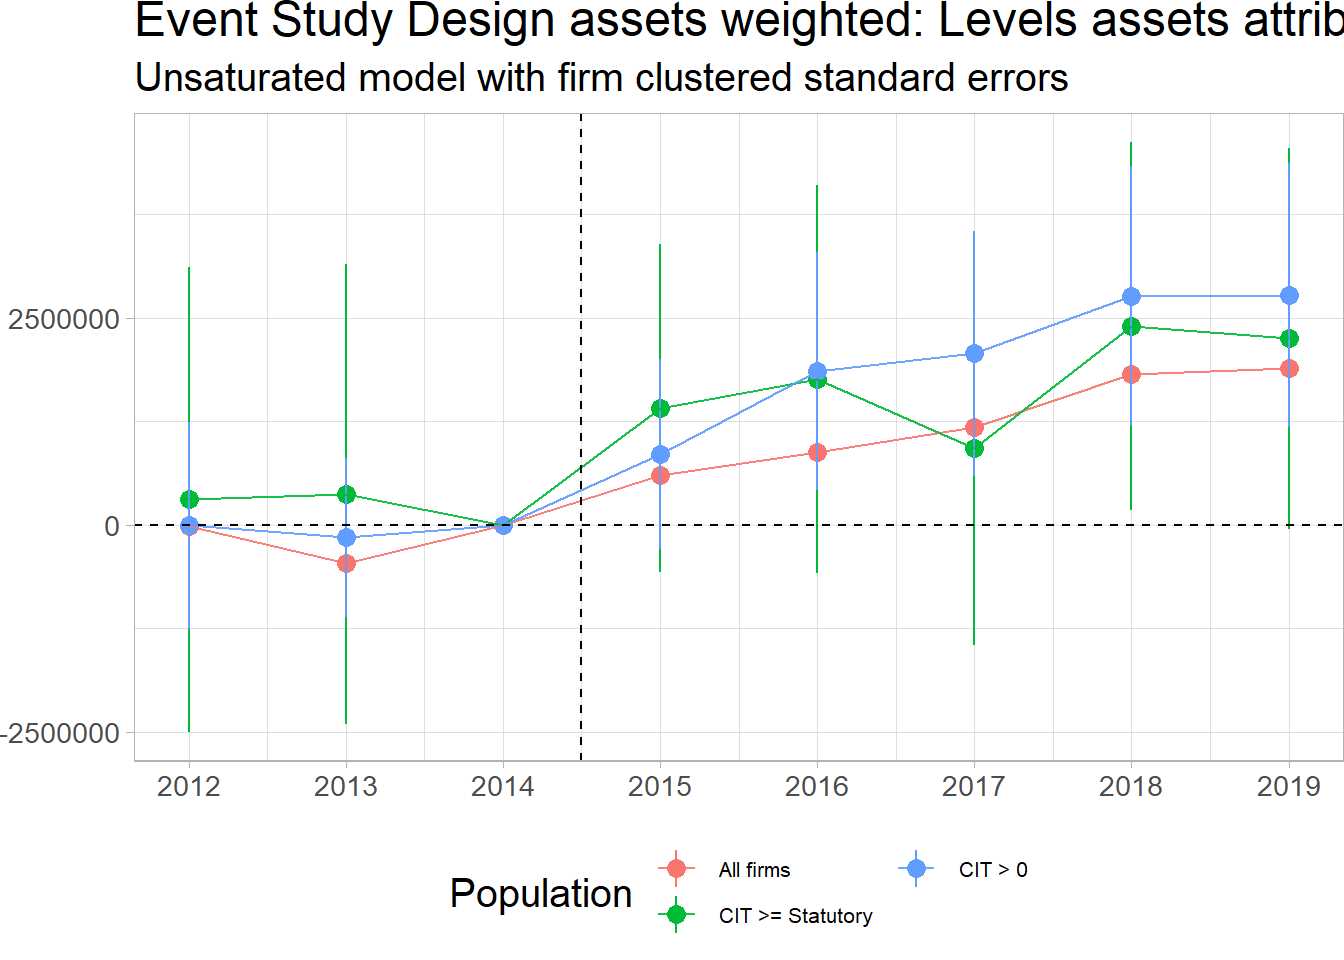 Event Study Design assets weighted: Levels assets attrib
Unsaturated model with firm clustered standard errors
2500000
0
-2500000
2012 2013 2014 2015 2016 2017 2018 2019
Population
All firms
CIT > 0
CIT >= Statutory